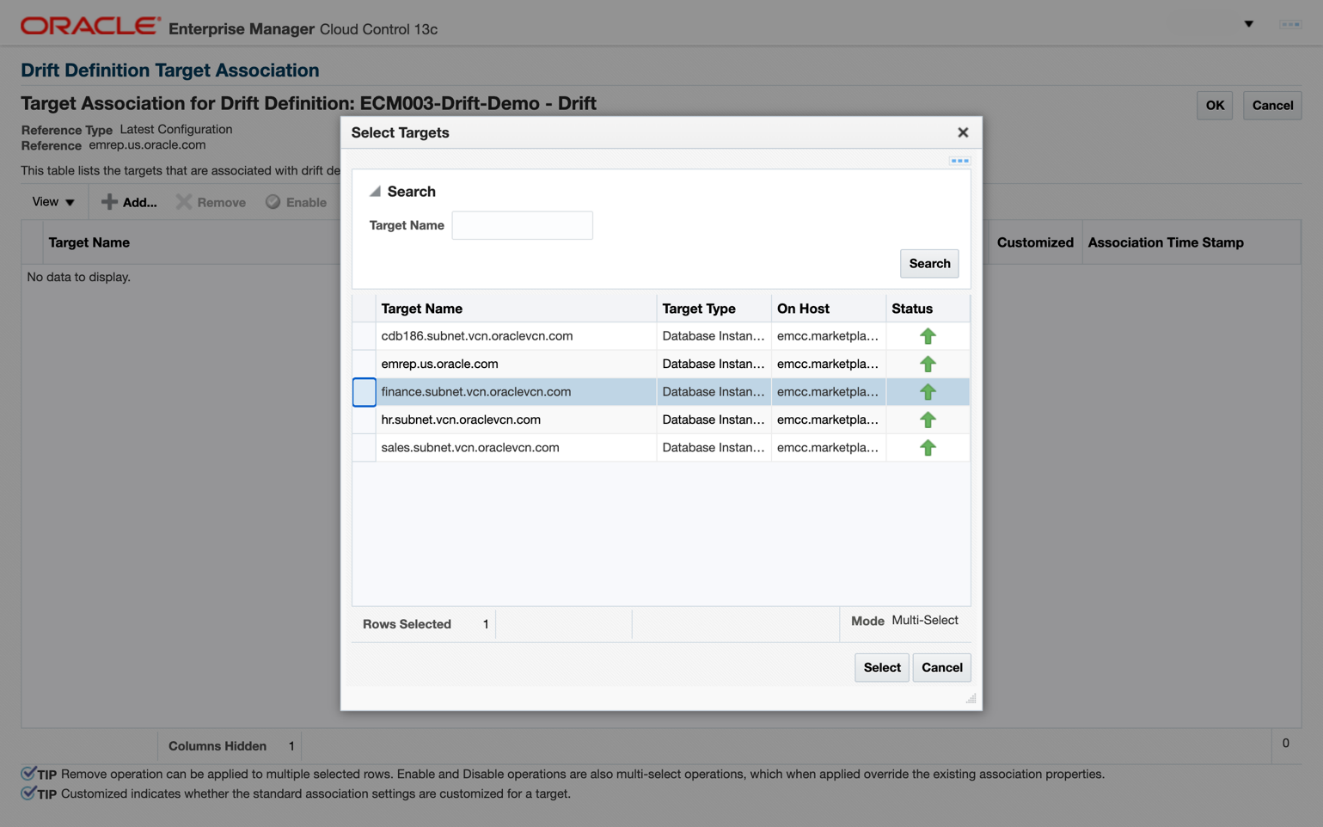 ORACLE® Enterprise Manager Cloud Control 13c
Drift Definition Target Association
Target Association for Drift Definition: ECM003-Drift-Demo - Drift
OK Cancel
Reference Type Latest Configuration
Reference emrep.us.oracle.com
This table lists the targets that are associated with drift de
View Add... Remove Enable
Target Name Customized Association Time Stamp
No data to display.
Select Targets
Search
Target Name
Search
Target Name Target Type On Host Status
cdb186.subnet.vcn.oraclevcn.com Database Instan... emcc.marketpla...
emrep.us.oracle.com Database Instan... emcc.marketpla...
finance.subnet.vcn.oraclevcn.com Database Instan... emcc.marketpla...
hr.subnet.vcn.oraclevcn.com Database Instan... emcc.marketpla...
sales.subnet.vcn.oraclevcn.com Database Instan... emcc.marketpla...
Rows Selected 1 Mode Multi-Select
Select Cancel
Columns Hidden 1 0
TIP Remove operation can be applied to multiple selected rows. Enable and Disable operations are also multi-select operations, which when applied override the existing association properties.
TIP Customized indicates whether the standard association settings are customized for a target.